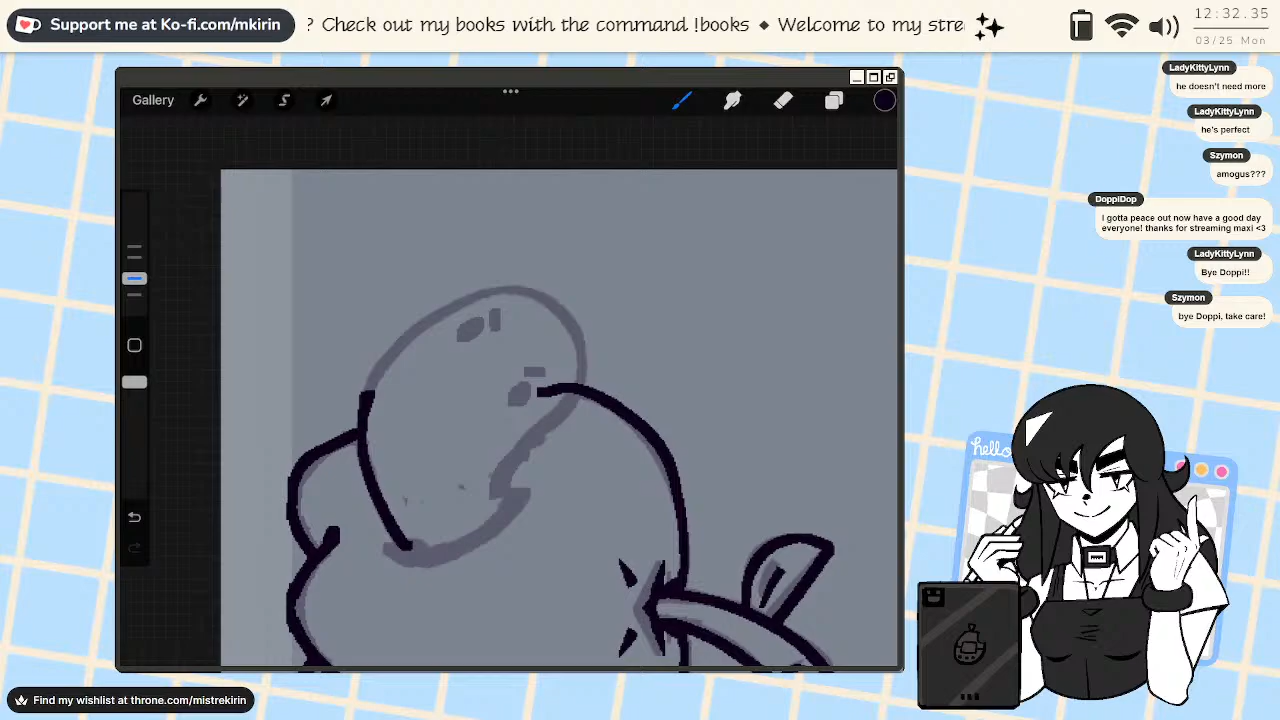 Support me at Ko-fi.com/mkirin
? Check out my books with the command !books ◆ Welcome to my stre
12:32.35
03/25 Mon
Gallery
LadyKittyLynn
he doesn't need more
LadyKittyLynn
he's perfect
Szymon
amogus???
DoppiDop
I gotta peace out now have a good day
everyone! thanks for streaming maxi <3
LadyKittyLynn
Bye Doppi!!
Szymon
bye Doppi, take care!
hello
Find my wishlist at throne.com/mistrekirin